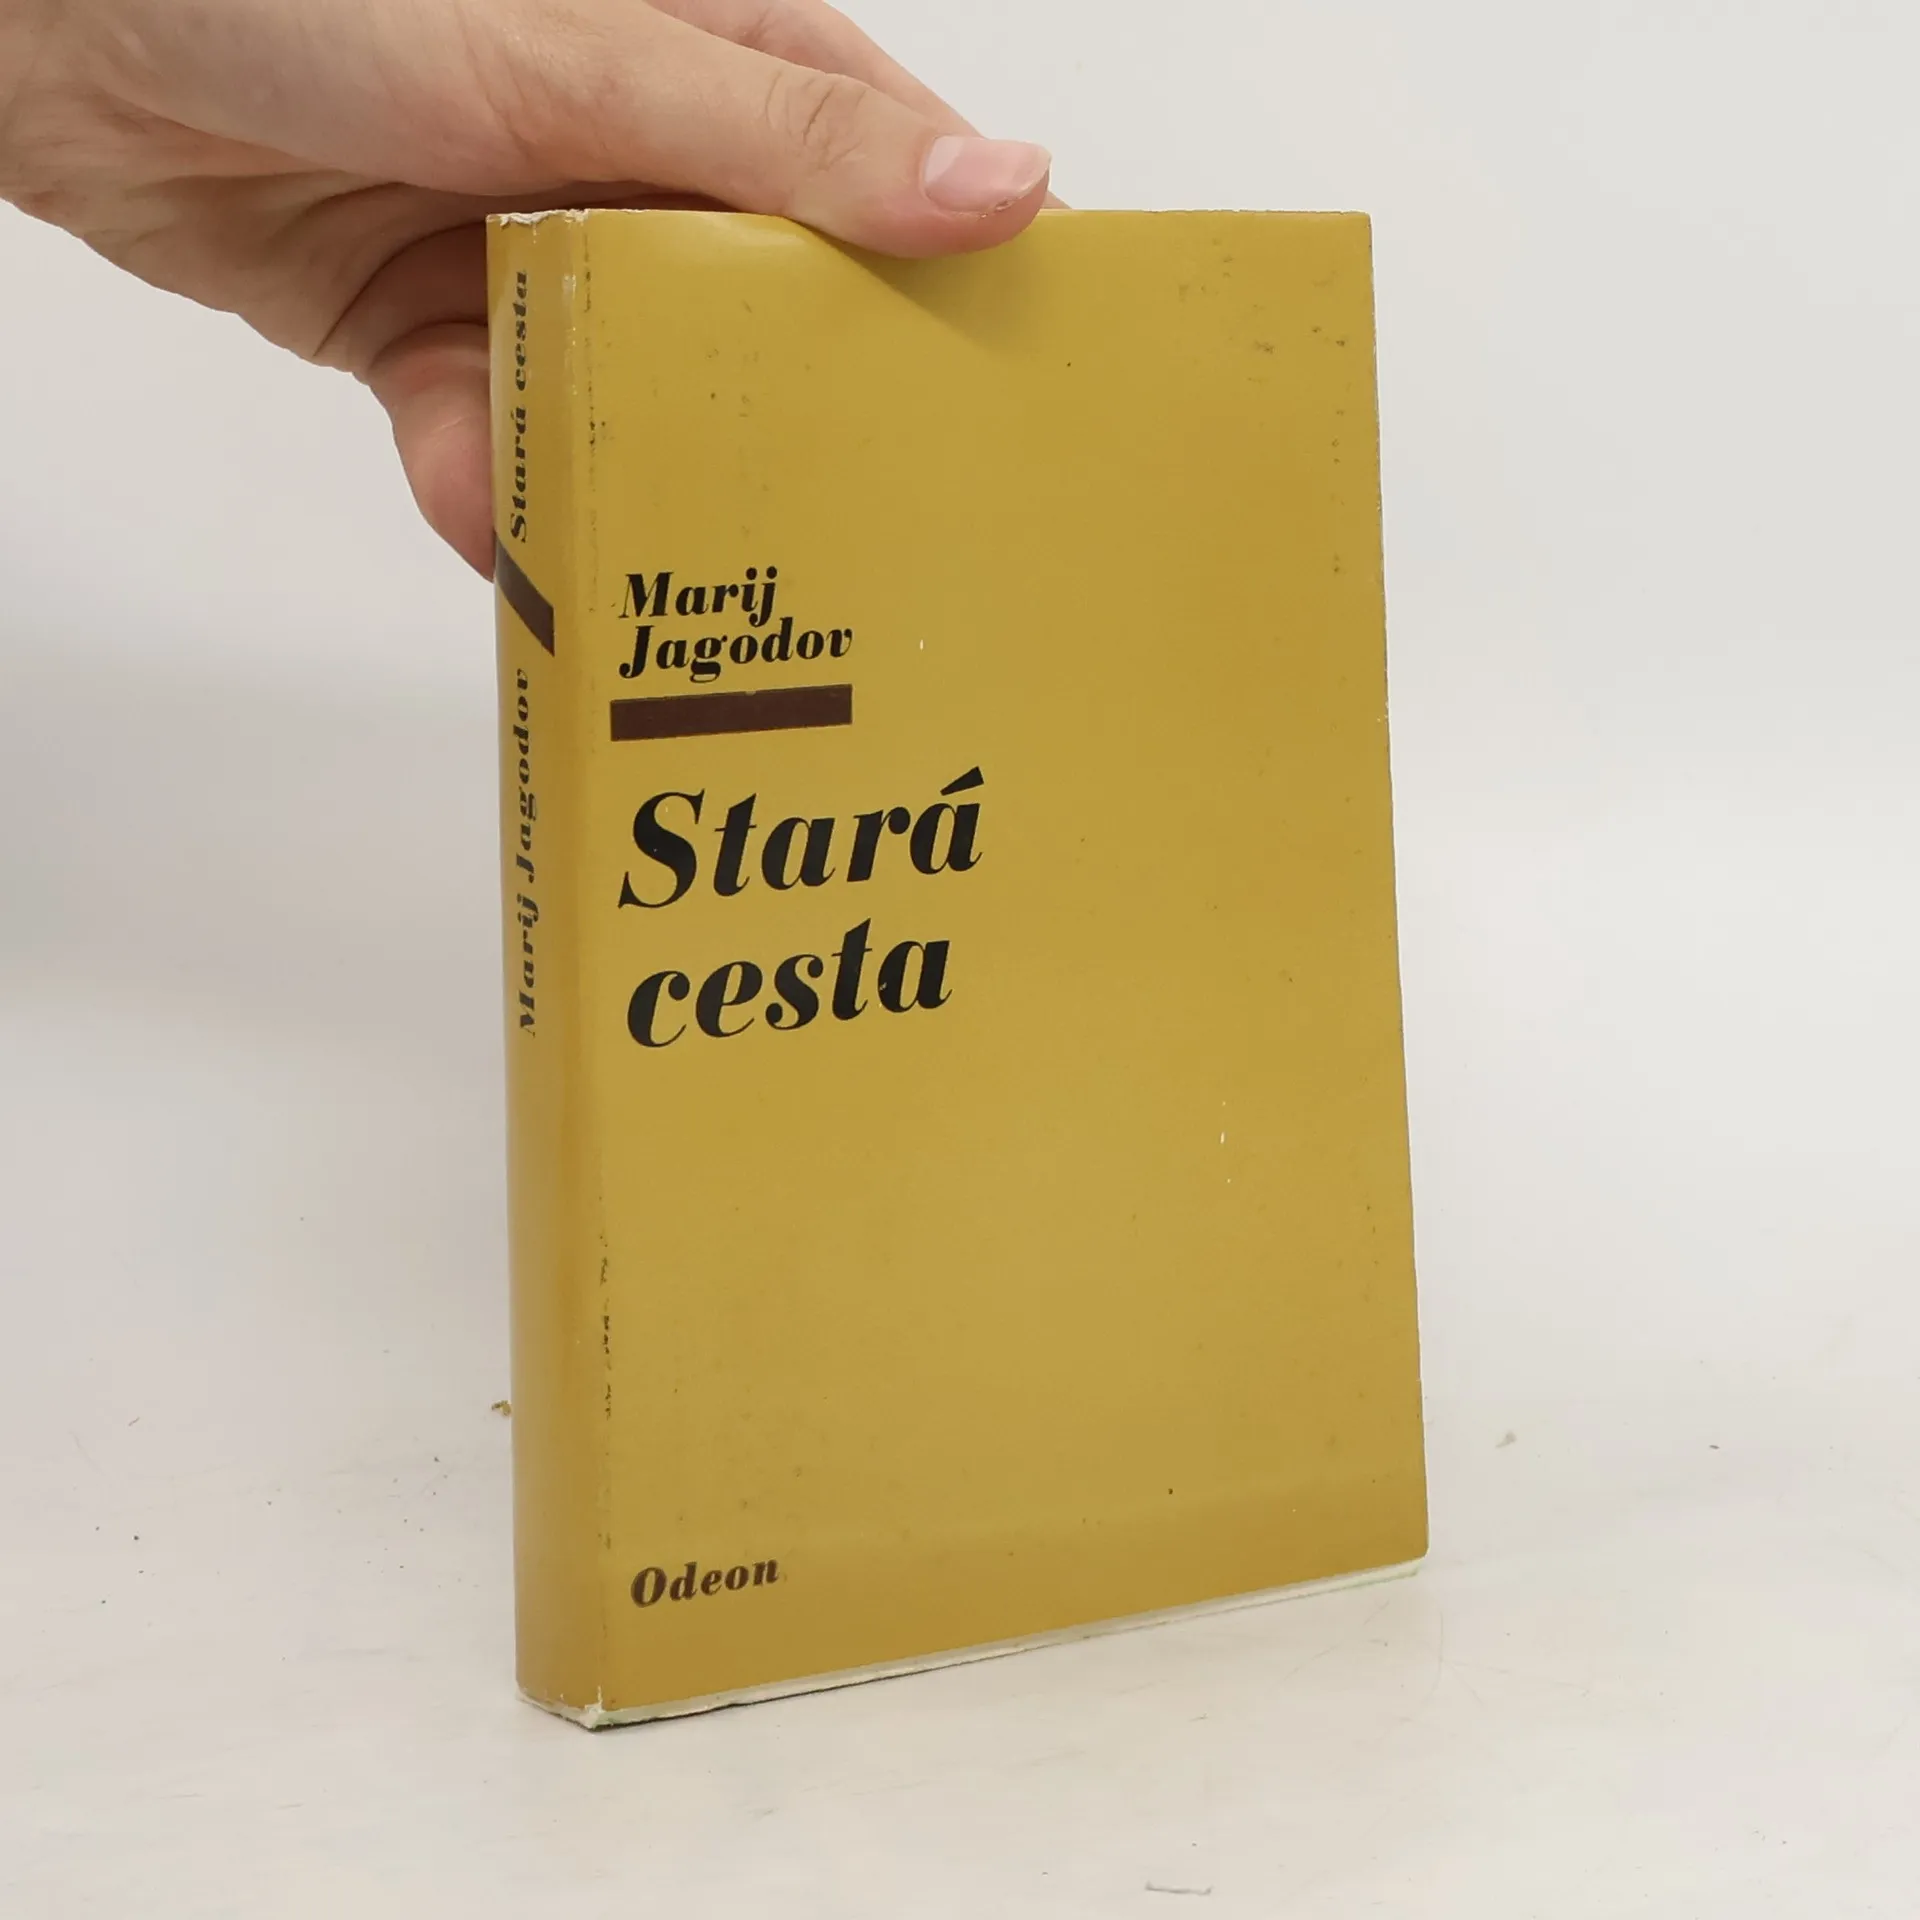 Stará cesta
Marij Jagodov
Marij
Jagodov
Stará
cesta
Odeon